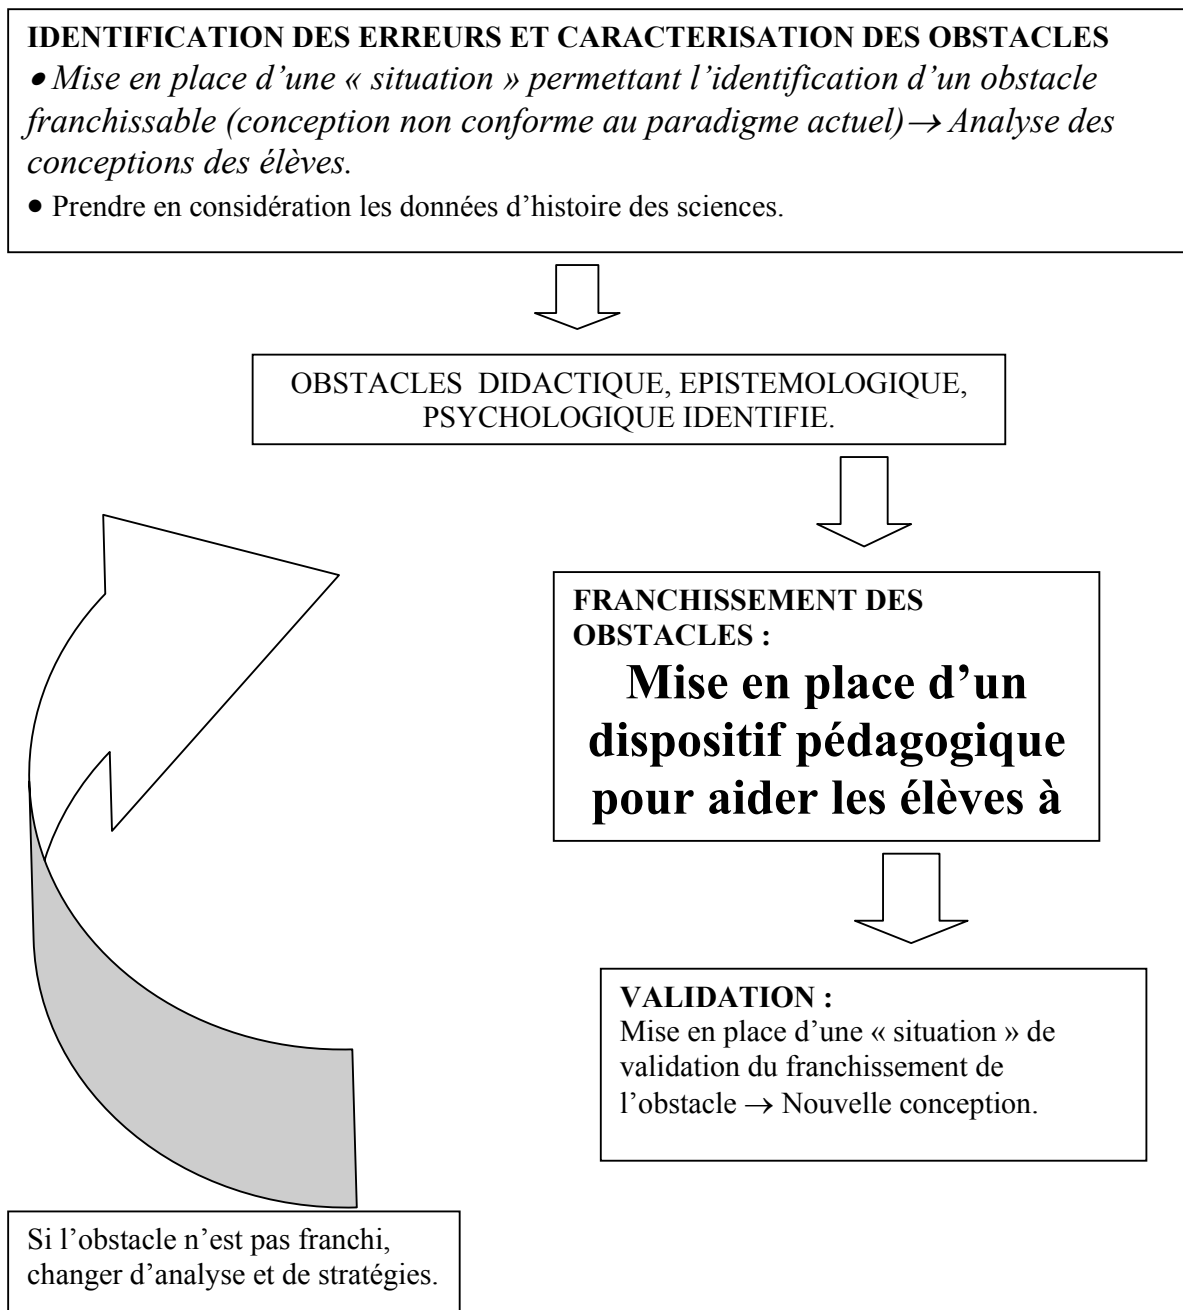 IDENTIFICATION DES ERREURS ET CARACTERISATION DES OBSTACLES
• Mise en place d’une « situation » permettant l’identification d’un obstacle
franchissable (conception non conforme au paradigme actuel)→ Analyse des
conceptions des élèves.
• Prendre en considération les données d’histoire des sciences.
OBSTACLES DIDACTIQUE, EPISTEMOLOGIQUE,
PSYCHOLOGIQUE IDENTIFIE.
FRANCHISSEMENT DES
OBSTACLES :
Mise en place d’un
dispositif pédagogique
pour aider les élèves à
VALIDATION :
Mise en place d’une « situation » de
validation du franchissement de
l’obstacle → Nouvelle conception.
Si l’obstacle n’est pas franchi,
changer d’analyse et de stratégies.